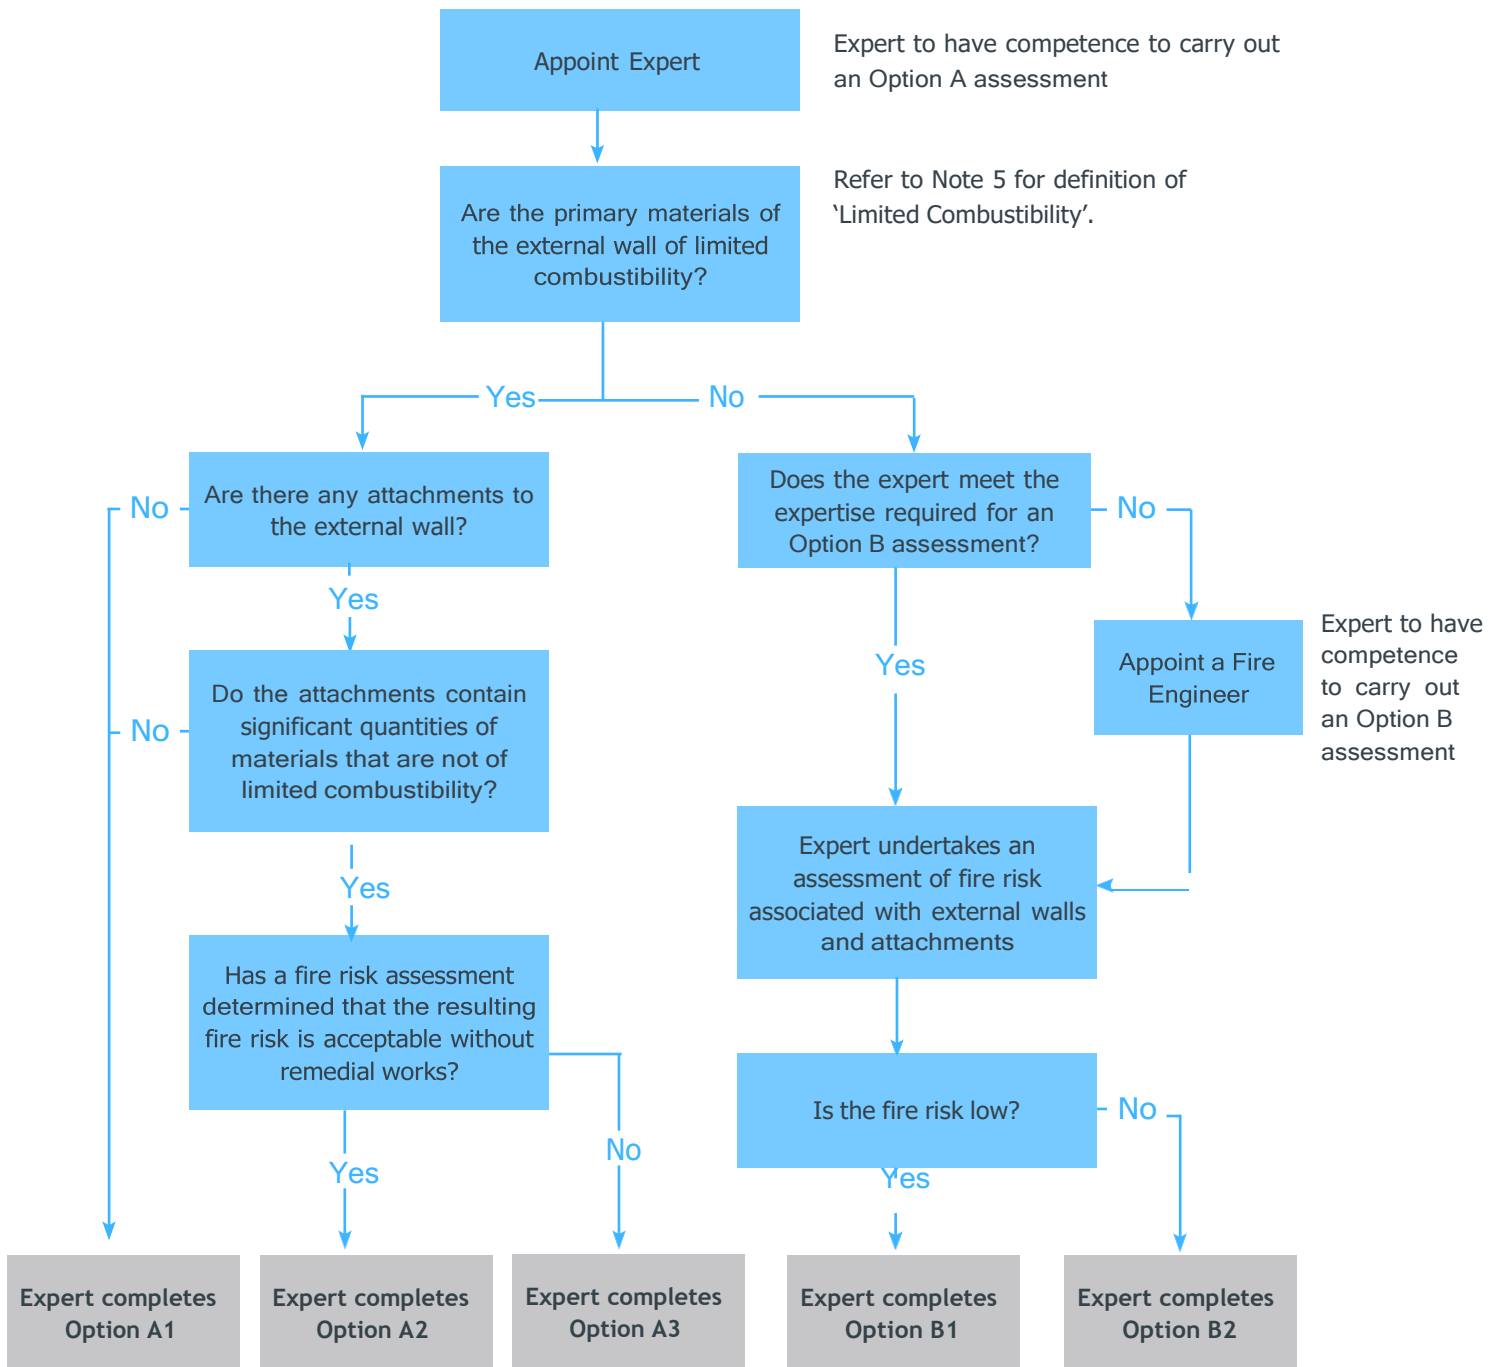 Appoint Expert
Expert to have competence to carry out
an Option A assessment
Are the primary materials of
the external wall of limited
combustibility?
Refer to Note 5 for definition of
‘Limited Combustibility’.
Yes
No
Are there any attachments to
the external wall?
No
Yes
Does the expert meet the
expertise required for an
Option B assessment?
No
Yes
Appoint a Fire
Engineer
Expert to have
competence
to carry out
an Option B
assessment
Do the attachments contain
significant quantities of
materials that are not of
limited combustibility?
No
Yes
Expert undertakes an
assessment of fire risk
associated with external walls
and attachments
Has a fire risk assessment
determined that the resulting
fire risk is acceptable without
remedial works?
Yes
No
Is the fire risk low?
No
Yes
Expert completes
Option A1
Expert completes
Option A2
Expert completes
Option A3
Expert completes
Option B1
Expert completes
Option B2